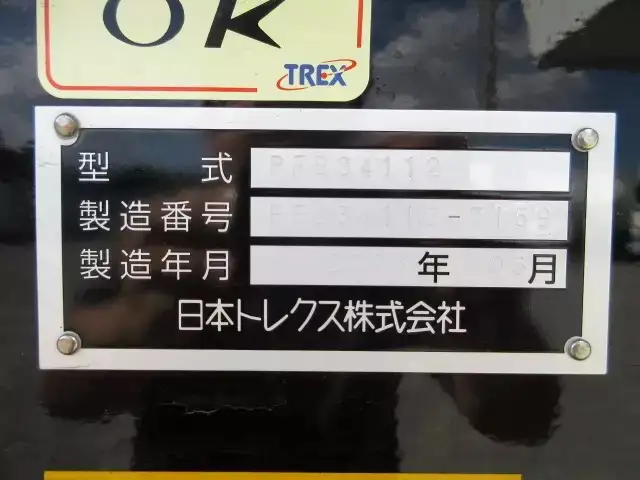 OK
TREX
型式 PFB34112
製造番号
製造年月 年 月
日本トレクス株式会社